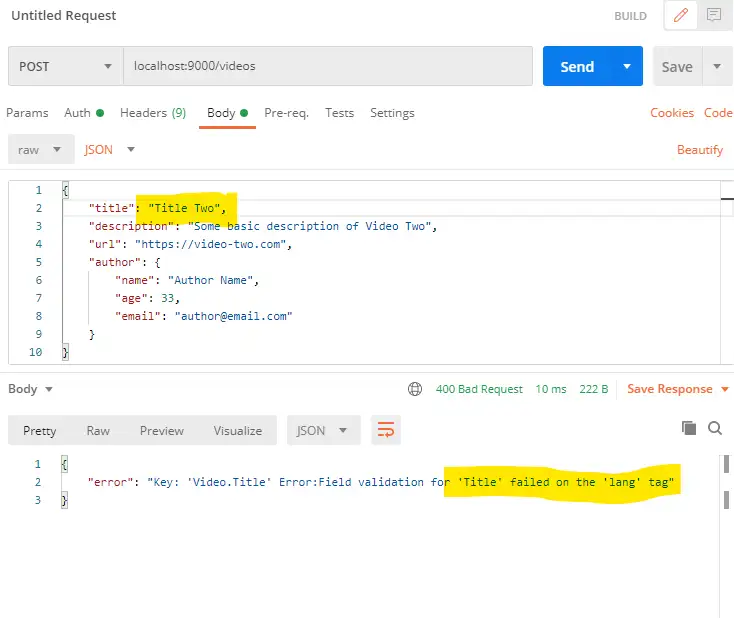 Untitled Request BUILD
POST localhost:9000/videos Send Save
Params Auth Headers (9) Body Pre-req. Tests Settings Cookies Code
raw JSON Beautify
1 {
2 "title": "Title Two",
3 "description": "Some basic description of Video Two",
4 "url": "https://video-two.com",
5 "author": {
6 "name": "Author Name",
7 "age": 33,
8 "email": "author@email.com"
9 }
10 }
Body 400 Bad Request 10 ms 222 B Save Response
Pretty Raw Preview Visualize JSON
1 {
2 "error": "Key: 'Video.Title' Error:Field validation for 'Title' failed on the 'lang' tag"
3 }